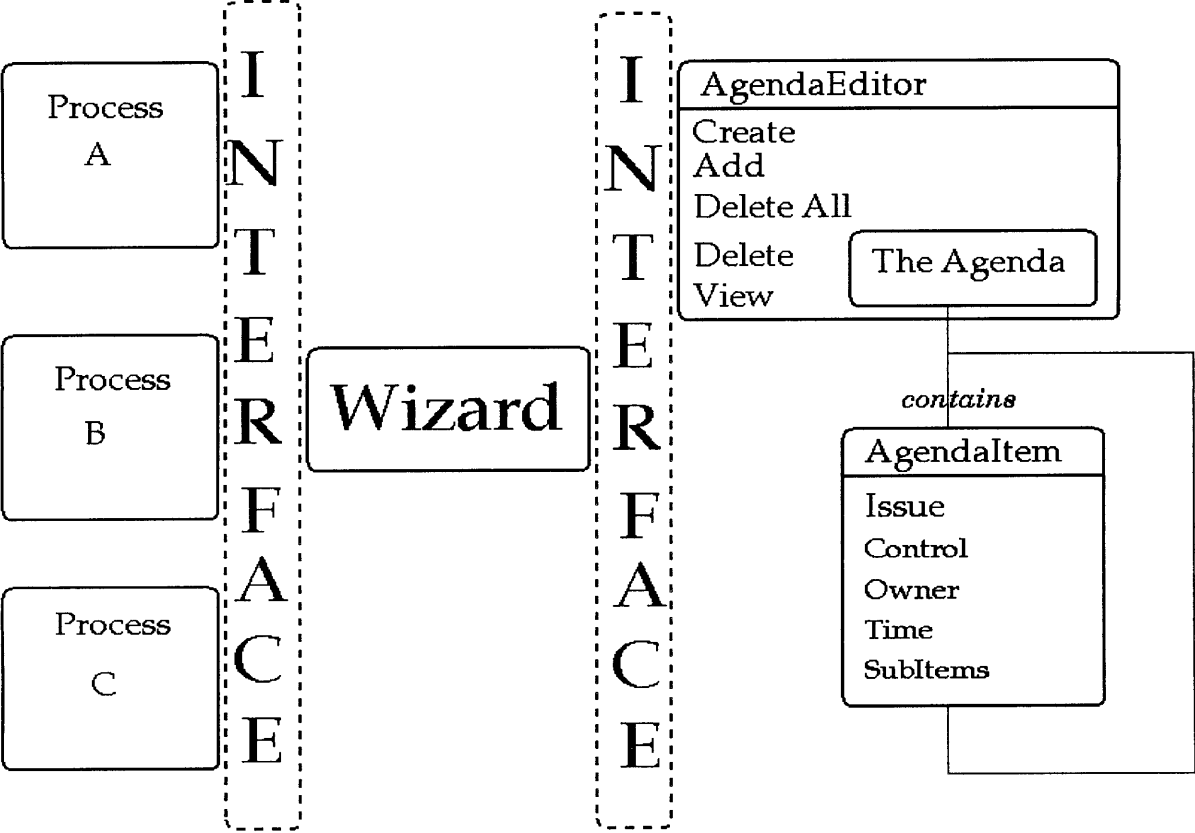 Process
A
Process
B
Process
C
I
N
T
E
R
F
A
C
E
Wizard
I
N
T
E
R
F
A
C
E
AgendaEditor
Create
Add
Delete All
Delete
View
The Agenda
contains
AgendaItem
Issue
Control
Owner
Time
SubItems